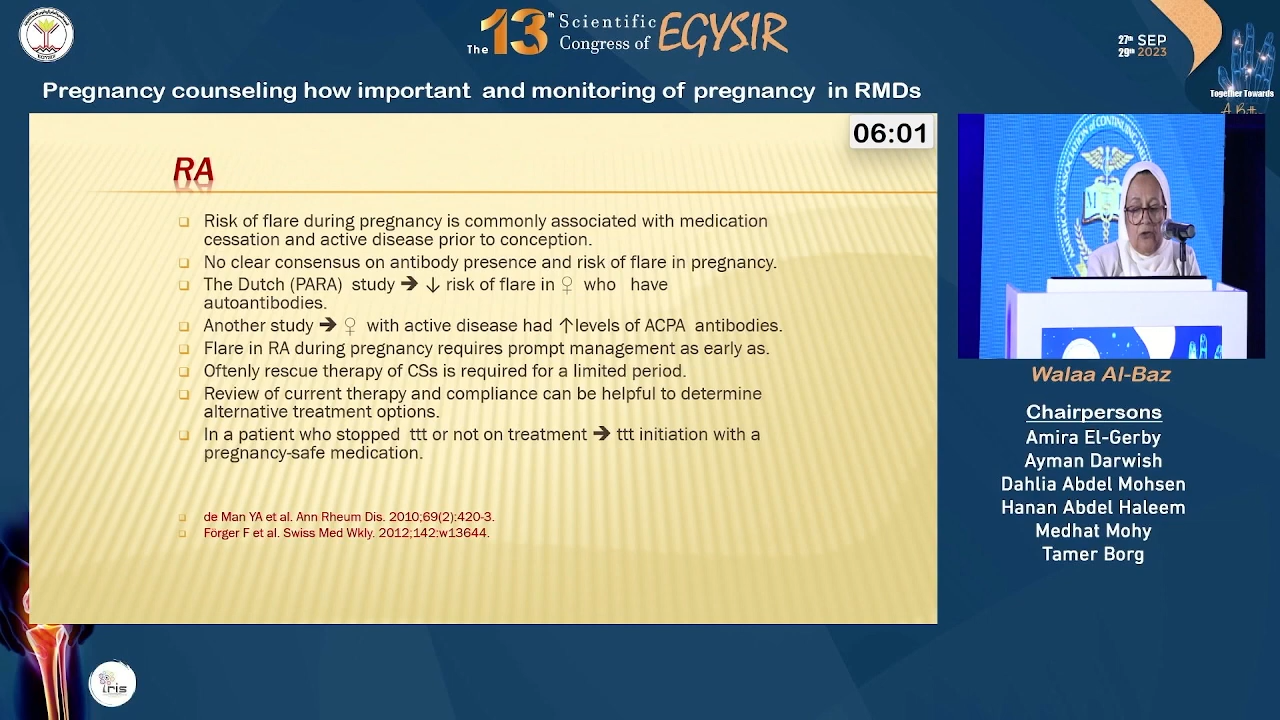 The 13th Scientific Congress of EGYSIR
27th SEP
29th 2023
Together Towards
Pregnancy counseling how important and monitoring of pregnancy in RMDs
06:01
RA
Risk of flare during pregnancy is commonly associated with medication
cessation and active disease prior to conception.
No clear consensus on antibody presence and risk of flare in pregnancy.
The Dutch (PARA) study ➔ ↓ risk of flare in ♀ who have
autoantibodies.
Another study ➔ ♀ with active disease had ↑levels of ACPA antibodies.
Flare in RA during pregnancy requires prompt management as early as.
Oftenly rescue therapy of CSs is required for a limited period.
Review of current therapy and compliance can be helpful to determine
alternative treatment options.
In a patient who stopped ttt or not on treatment ➔ ttt initiation with a
pregnancy-safe medication.
de Man YA et al. Ann Rheum Dis. 2010;69(2):420-3.
Förger F et al. Swiss Med Wkly. 2012;142:w13644.
Walaa Al-Baz
Chairpersons
Amira El-Gerby
Ayman Darwish
Dahlia Abdel Mohsen
Hanan Abdel Haleem
Medhat Mohy
Tamer Borg
iris